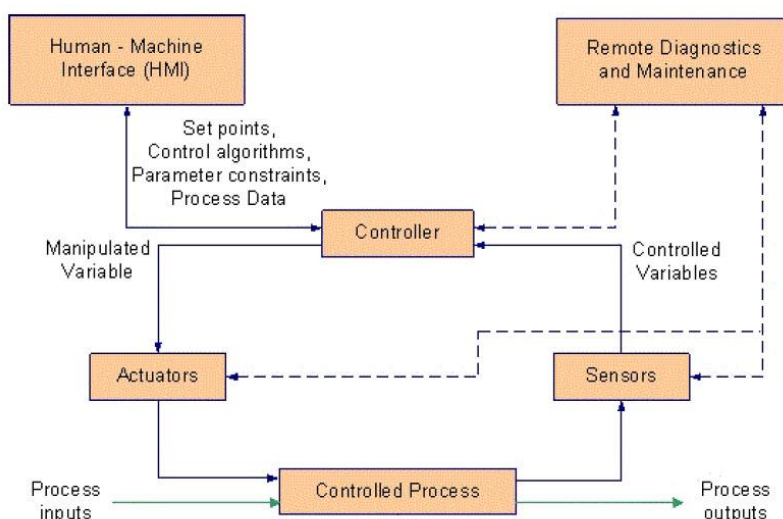 Human - Machine
Interface (HMI)
Remote Diagnostics
and Maintenance
Set points,
Control algorithms,
Parameter constraints,
Process Data
Controller
Manipulated
Variable
Controlled
Variables
Actuators
Sensors
Process
inputs
Controlled Process
Process
outputs